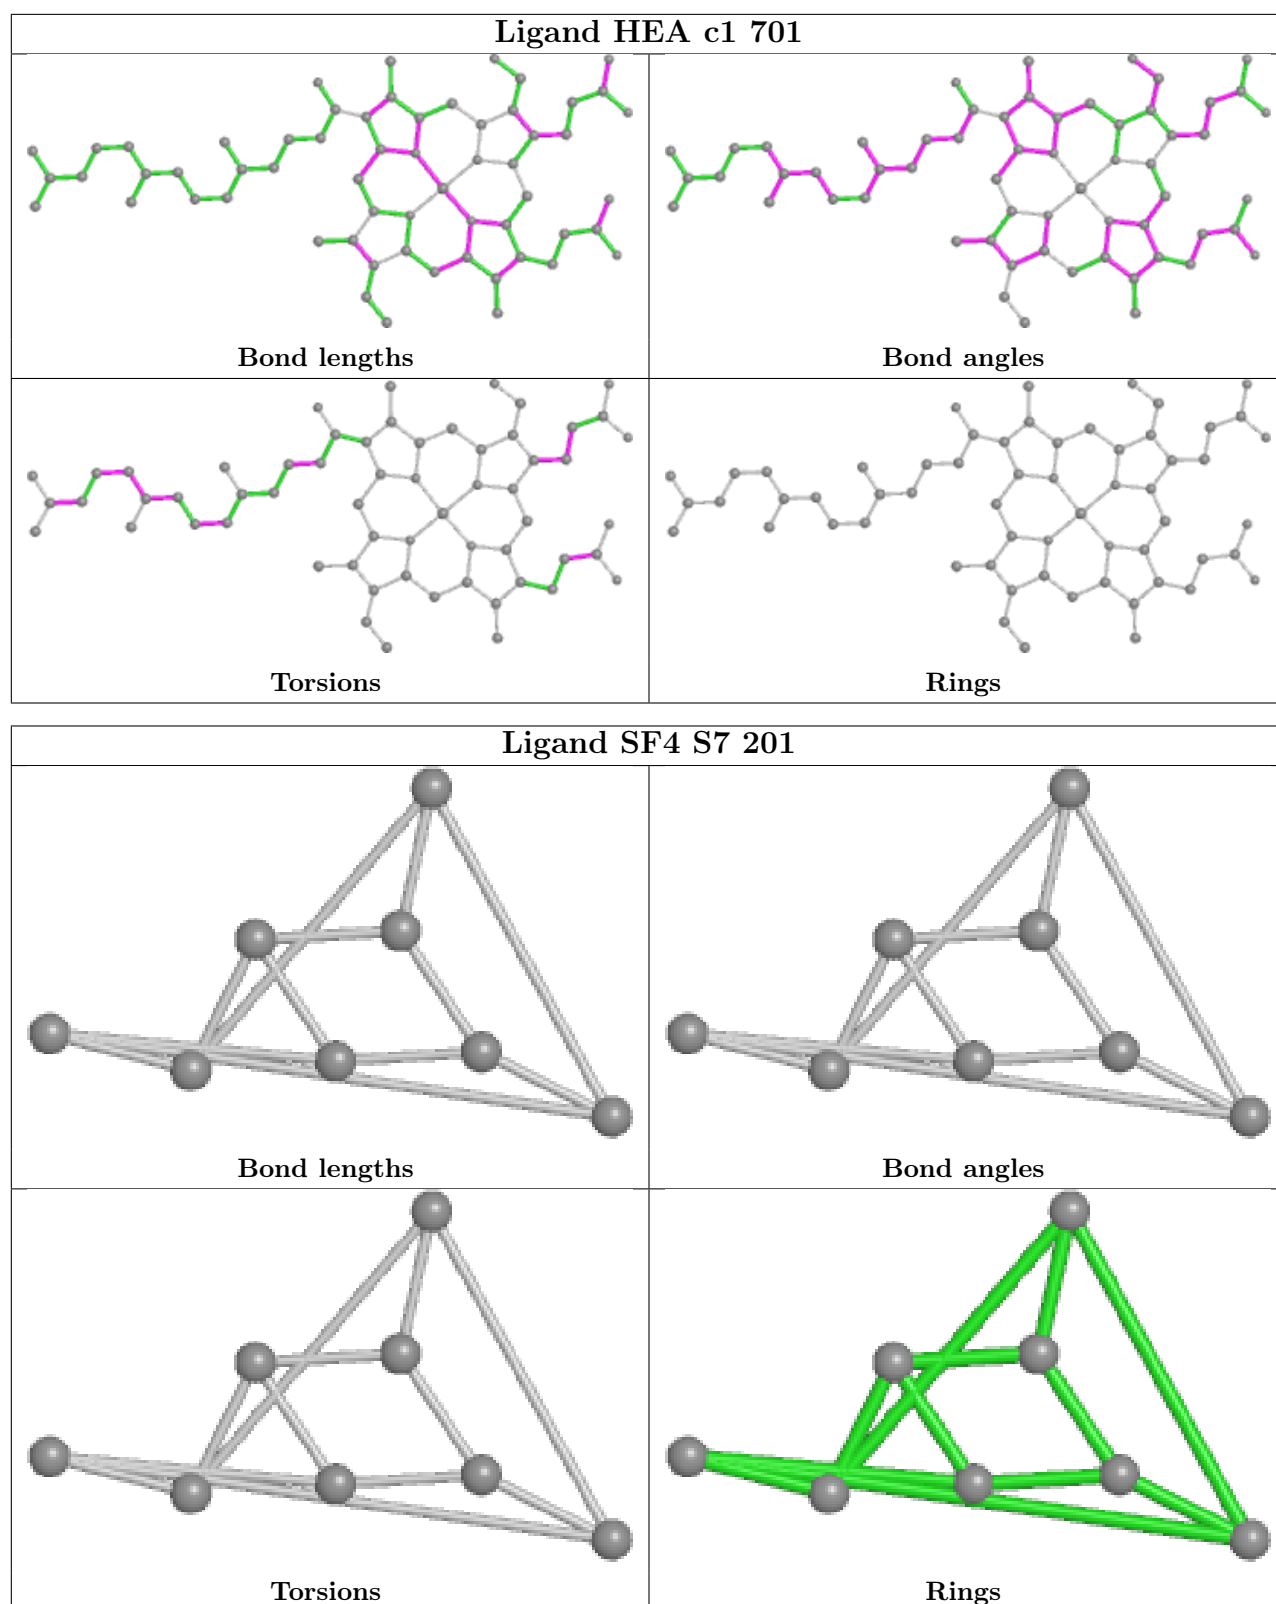 Ligand HEA c1 701
Bond lengths
Bond angles
Torsions
Rings
Ligand SF4 S7 201
Bond lengths
Bond angles
Torsions
Rings